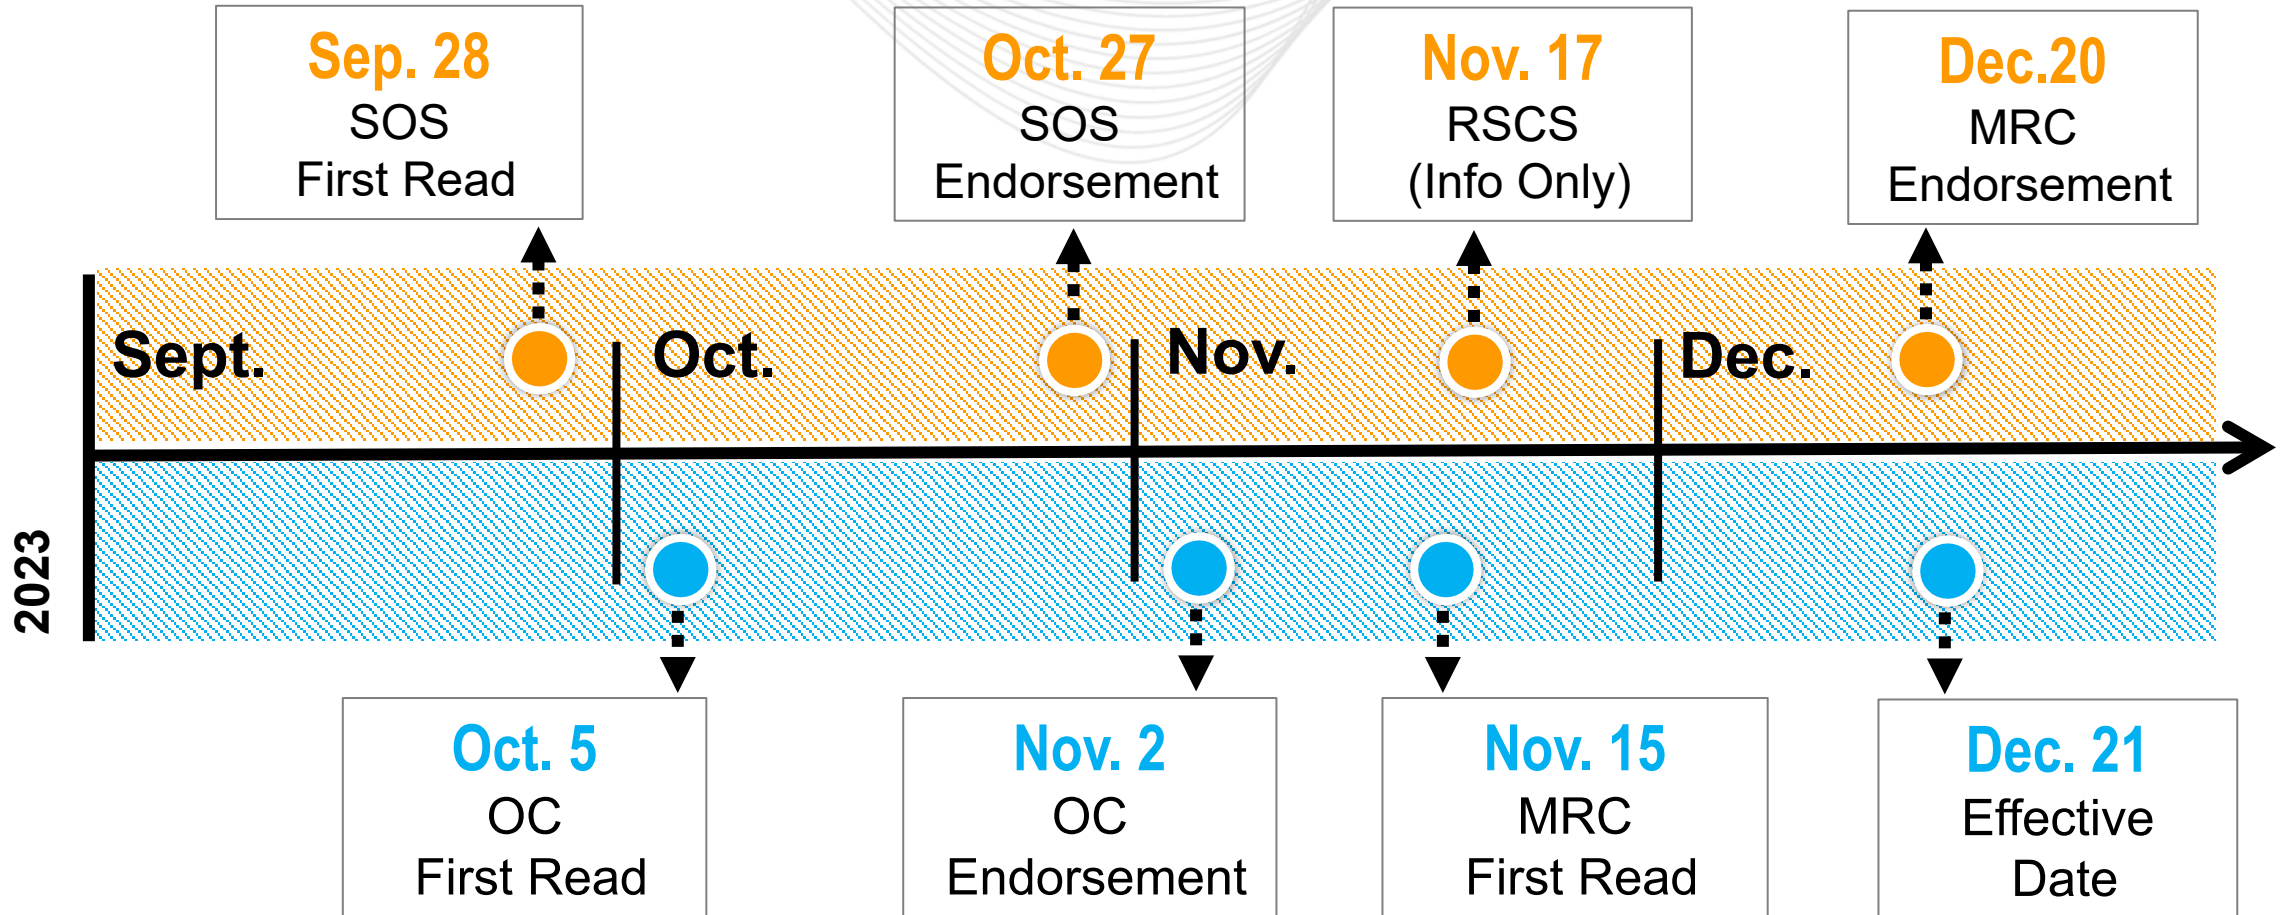 Sep. 28
SOS
First Read
Oct. 27
SOS
Endorsement
Nov. 17
RSCS
(Info Only)
Dec.20
MRC
Endorsement
Sept.
Oct.
Nov.
Dec.
2023
Oct. 5
OC
First Read
Nov. 2
OC
Endorsement
Nov. 15
MRC
First Read
Dec. 21
Effective
Date